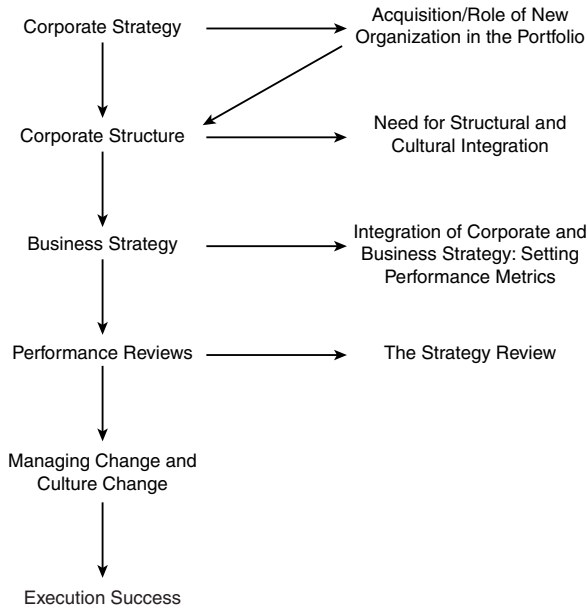 Corporate Strategy
Acquisition/Role of New
Organization in the Portfolio
Corporate Structure
Need for Structural and
Cultural Integration
Business Strategy
Integration of Corporate and
Business Strategy: Setting
Performance Metrics
Performance Reviews
The Strategy Review
Managing Change and
Culture Change
Execution Success